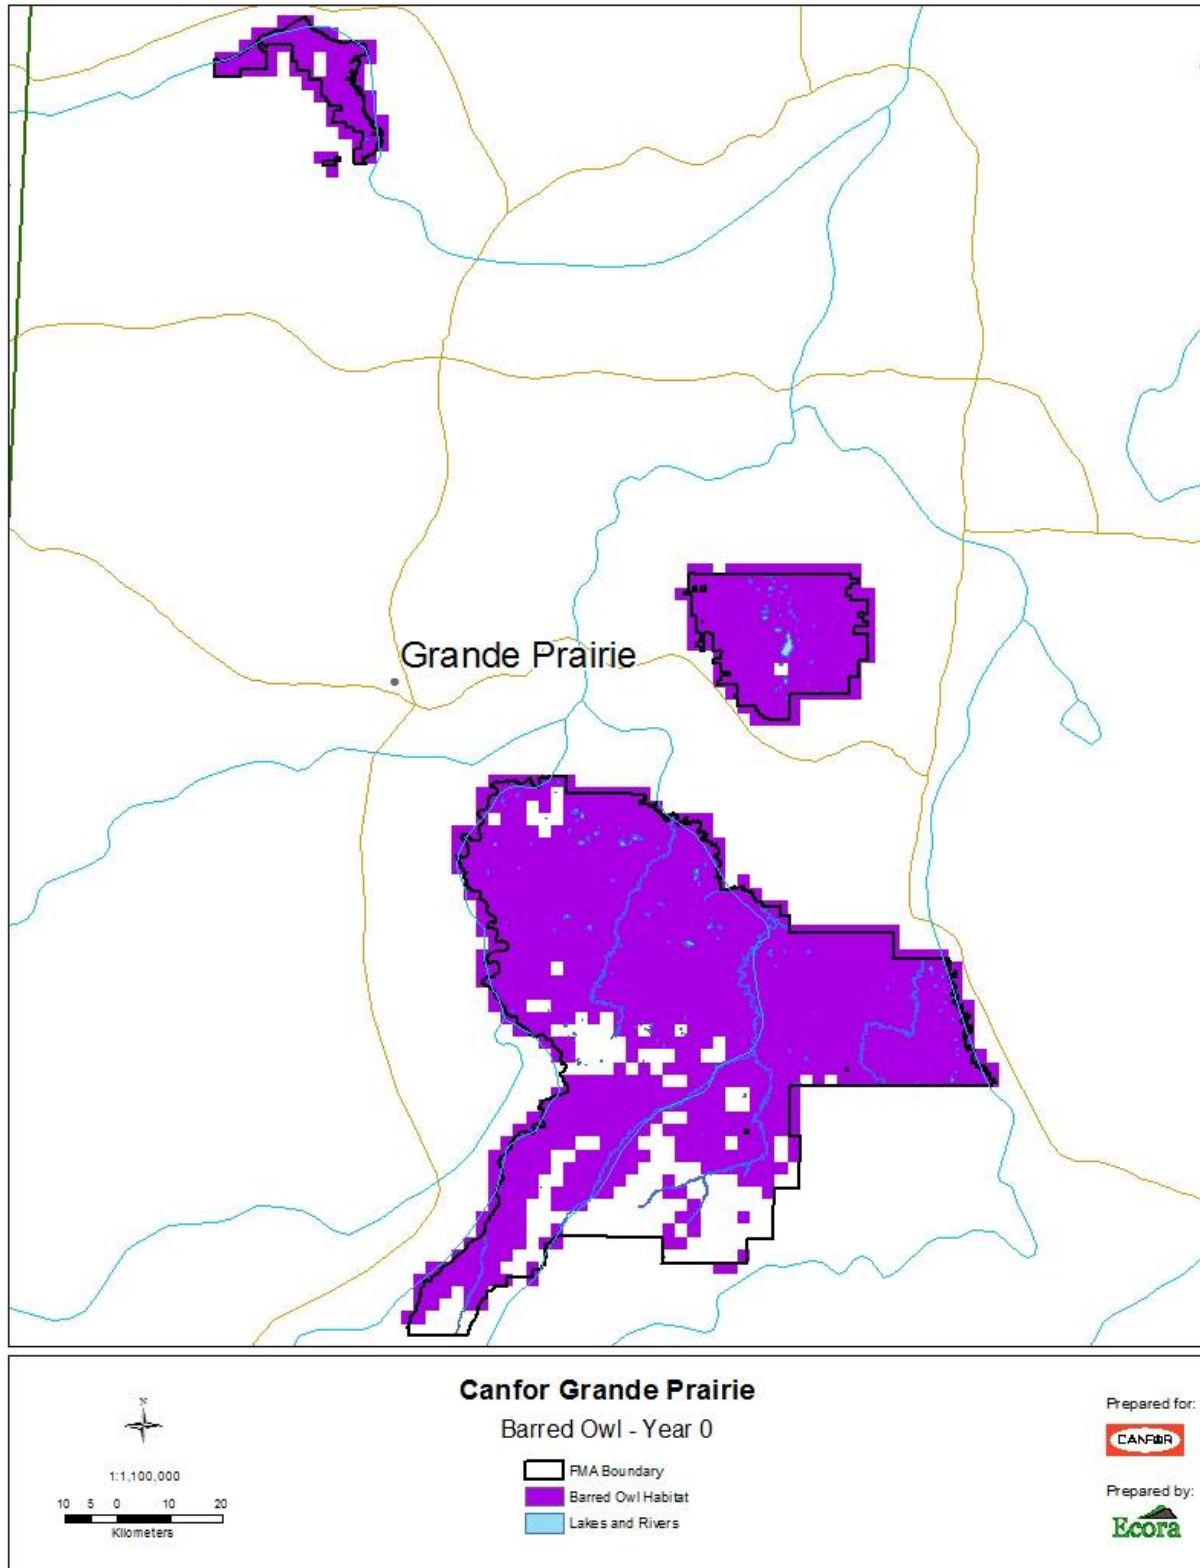 Grande Prairie
Canfor Grande Prairie
Barred Owl - Year 0
FMA Boundary
Barred Owl Habitat
Lakes and Rivers
N
1:1,100,000
10 5 0 10 20
Kilometers
Prepared for:
CANFOR
Prepared by:
Ecora